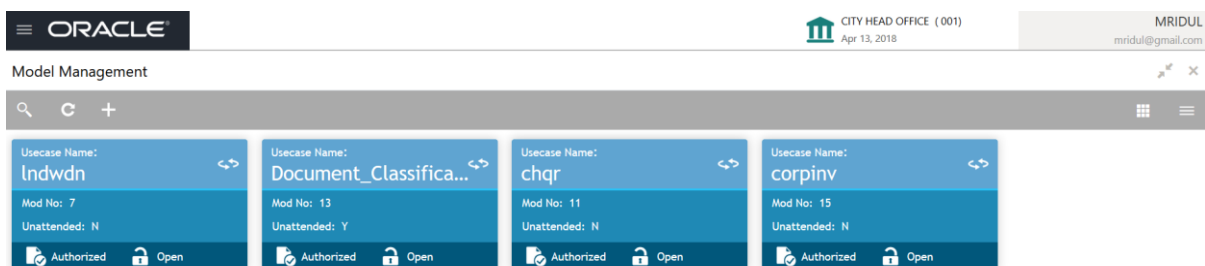 ORACLE
CITY HEAD OFFICE ( 001)
Apr 13, 2018
MRIDUL
mridul@gmail.com
Model Management
Usecase Name:
lndwdn
Mod No: 7
Unattended: N
Authorized Open
Usecase Name:
Document_Classifica...
Mod No: 13
Unattended: Y
Authorized Open
Usecase Name:
chqr
Mod No: 11
Unattended: N
Authorized Open
Usecase Name:
corpinv
Mod No: 15
Unattended: N
Authorized Open